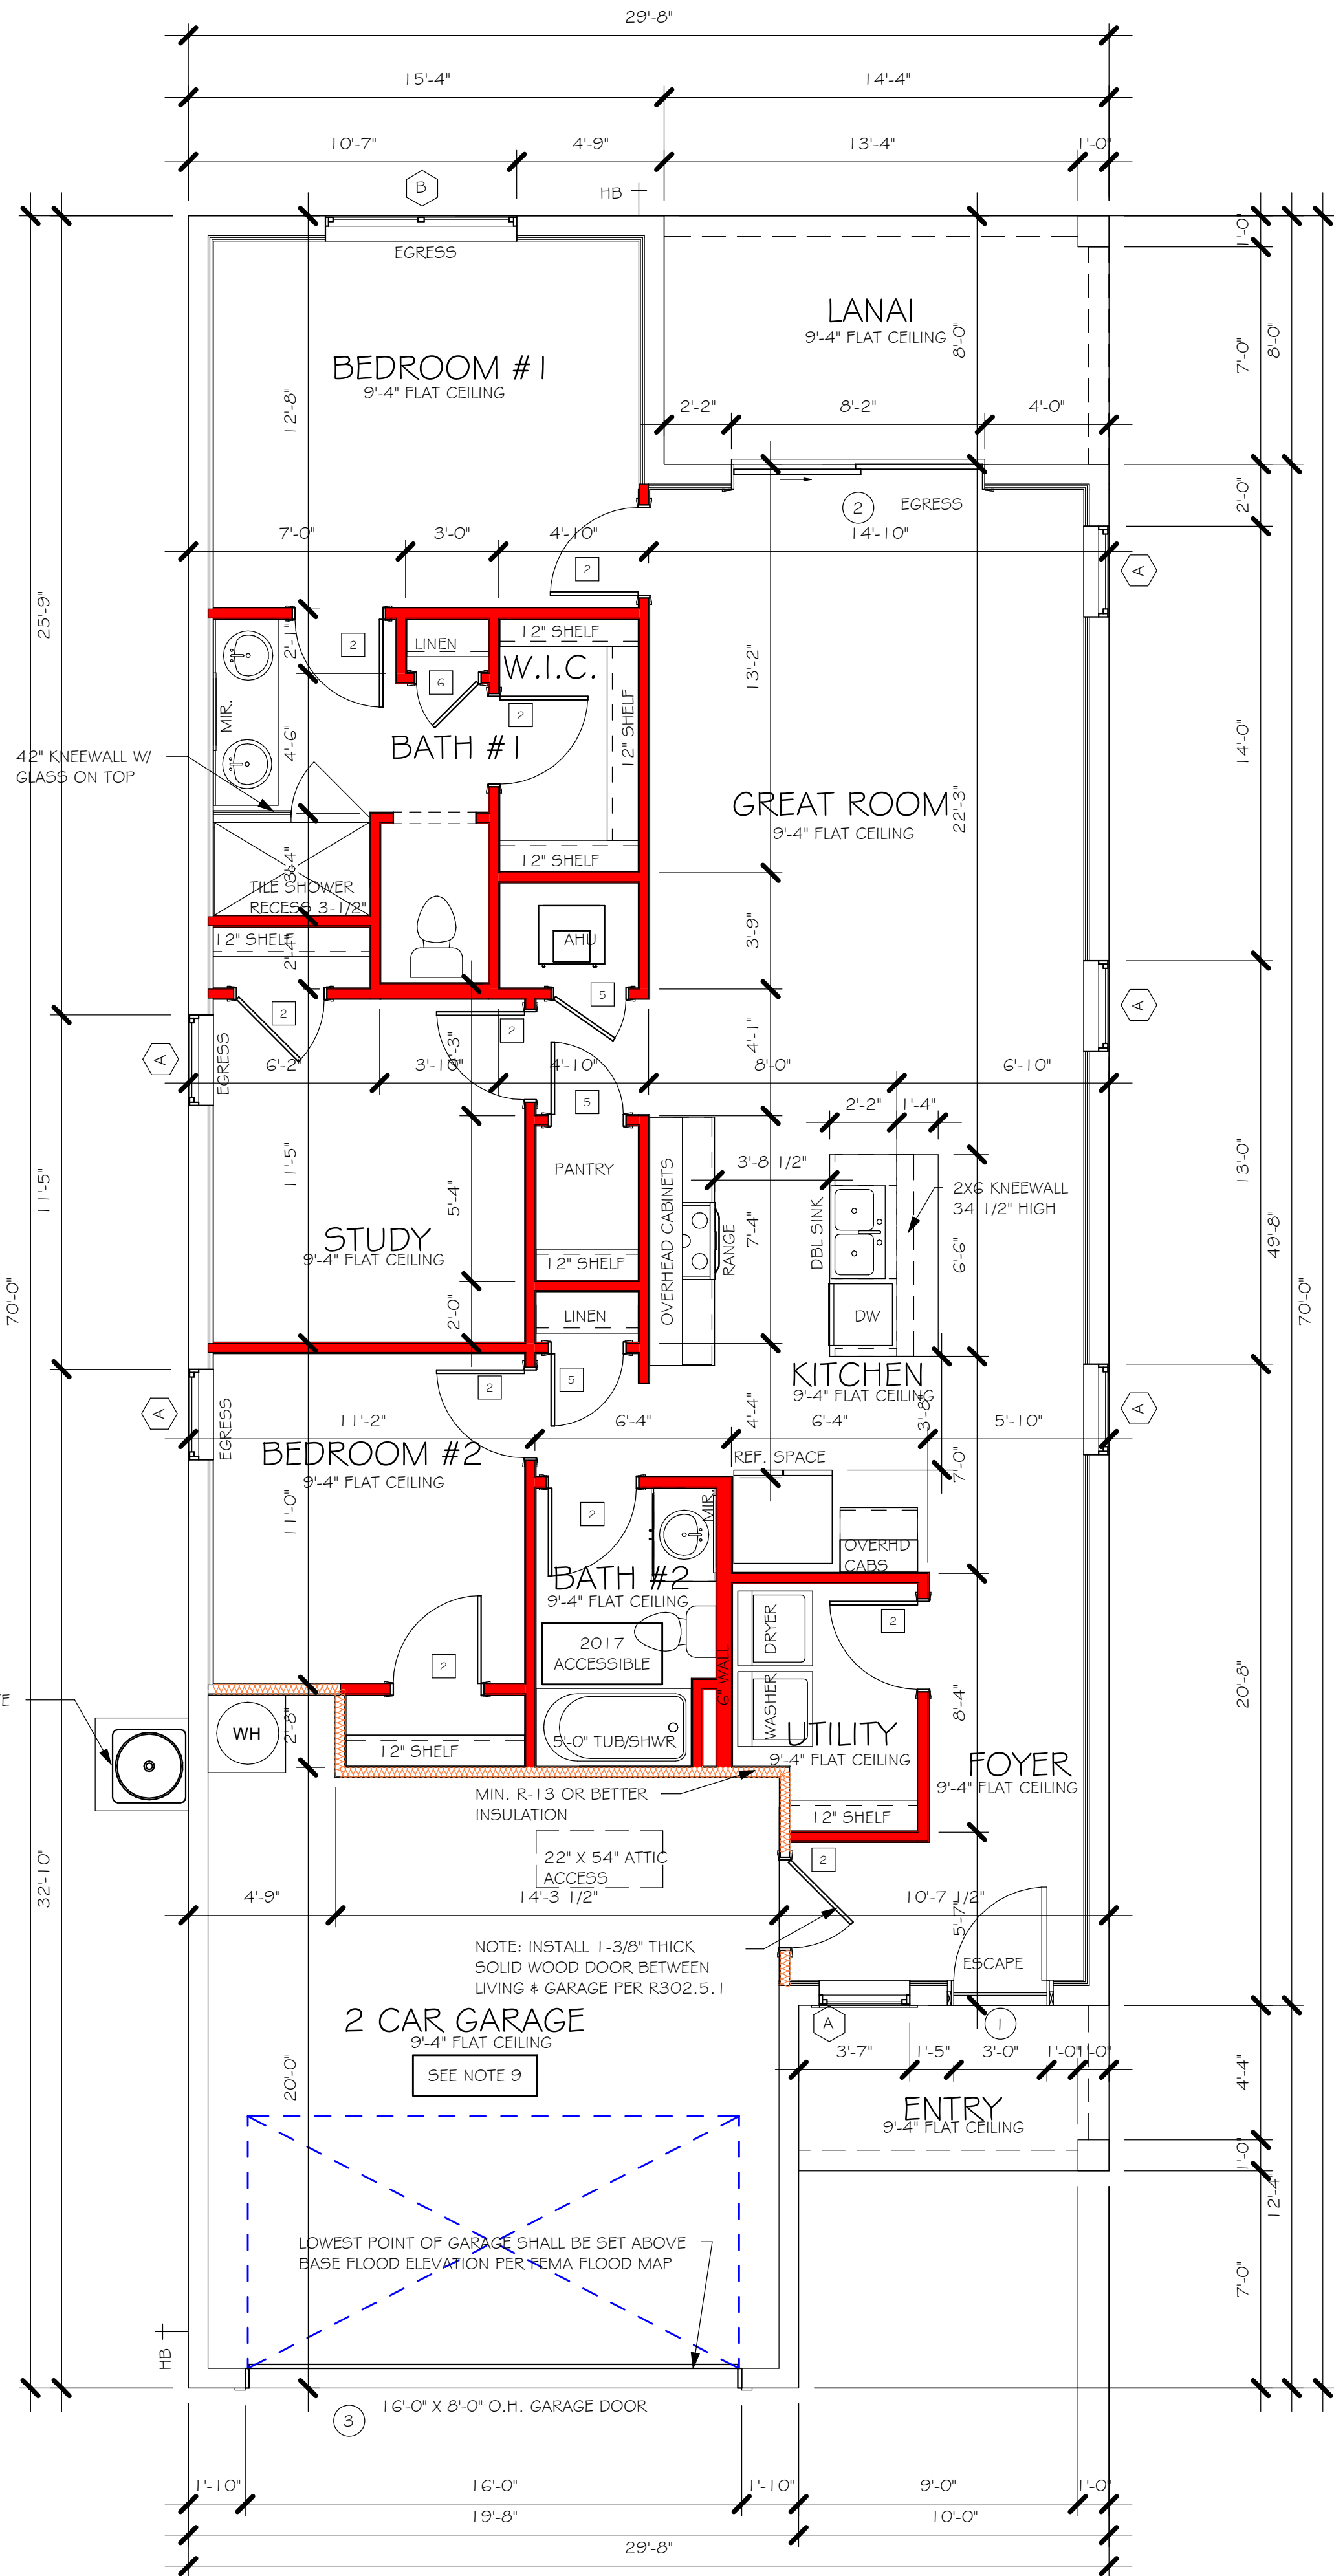 29'-8"
15'-4"
14'-4"
10'-7"
4'-9"
13'-4"
1'-0"
B
HB
EGRESS
1'-0"
LANAI
9'-4" FLAT CEILING
8'-0"
7'-0"
8'-0"
BEDROOM #1
9'-4" FLAT CEILING
12'-8"
2'-2"
8'-2"
4'-0"
2
EGRESS
2'-0"
7'-0"
3'-0"
4'-10"
14'-10"
2
A
25'-9"
2'-1"
2
LINEN
6
12" SHELF
W.I.C.
2
12" SHELF
13'-2"
MIR.
4'-6"
BATH #1
42" KNEEWALL W/
GLASS ON TOP
14'-0"
GREAT ROOM
9'-4" FLAT CEILING
22'-3"
3'-4"
12" SHELF
TILE SHOWER
RECESS 3-1/2"
12" SHELF
2'-4"
AHU
3'-9"
5
2
2
A
A
EGRESS
4'-3"
4'-1"
6'-2"
3'-10"
4'-10"
8'-0"
6'-10"
5
2'-2"
1'-4"
11'-5"
11'-5"
5'-4"
PANTRY
OVERHEAD CABINETS
3'-8 1/2"
2X6 KNEEWALL
34 1/2" HIGH
13'-0"
STUDY
9'-4" FLAT CEILING
12" SHELF
RANGE
7'-4"
DBL SINK
6'-6"
49'-8"
70'-0"
70'-0"
2'-0"
LINEN
DW
5
2
KITCHEN
9'-4" FLAT CEILING
A
EGRESS
A
11'-2"
6'-4"
4'-4"
6'-4"
3'-8"
5'-10"
BEDROOM #2
9'-4" FLAT CEILING
REF. SPACE
7'-0"
11'-0"
2
MIR.
OVERHD
CABS
BATH #2
9'-4" FLAT CEILING
2017
ACCESSIBLE
DRYER
2
2
6" WALL
WASHER
20'-8"
8'-4"
WH
2'-8"
12" SHELF
5'-0" TUB/SHWR
UTILITY
9'-4" FLAT CEILING
FOYER
9'-4" FLAT CEILING
MIN. R-13 OR BETTER
INSULATION
12" SHELF
22" X 54" ATTIC
ACCESS
2
32'-10"
4'-9"
14'-3 1/2"
10'-7 1/2"
5'-7"
NOTE: INSTALL 1-3/8" THICK
SOLID WOOD DOOR BETWEEN
LIVING & GARAGE PER R302.5.1
ESCAPE
2 CAR GARAGE
9'-4" FLAT CEILING
A
1
SEE NOTE 9
20'-0"
3'-7"
1'-5"
3'-0"
1'-0"
1'-0"
4'-4"
ENTRY
9'-4" FLAT CEILING
1'-0"
12'-4"
LOWEST POINT OF GARAGE SHALL BE SET ABOVE
BASE FLOOD ELEVATION PER FEMA FLOOD MAP
7'-0"
HB
3
16'-0" X 8'-0" O.H. GARAGE DOOR
1'-10"
16'-0"
1'-10"
9'-0"
1'-0"
19'-8"
10'-0"
29'-8"